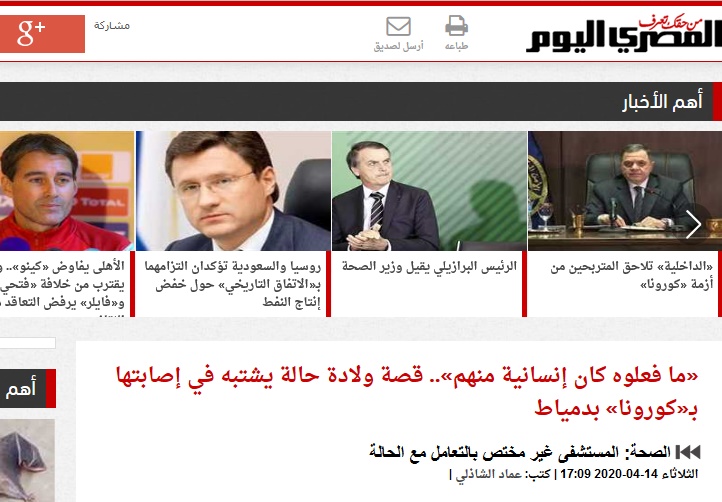 من حقك تعرف
المصري اليوم
طباعه
أرسل لصديق
مشاركة
g+
أهم الأخبار
«الداخلية» تلاحق المتربحين من
أزمة «كورونا»
الرئيس البرازيلي يقيل وزير الصحة
روسيا والسعودية تؤكدان التزامهما
بـ«الاتفاق التاريخي» حول خفض
إنتاج النفط
الأهلى يفاوض «كينو».. و
يقترب من خلافة «فتحي
و«فايلر» يرفض التعاقد
TOTAL
أهم
«ما فعلوه كان إنسانية منهم».. قصة ولادة حالة يشتبه في إصابتها
بـ«كورونا» بدمياط
الصحة: المستشفى غير مختص بالتعامل مع الحالة
الثلاثاء 14-04-2020 17:09 | كتب: عماد الشاذلي |